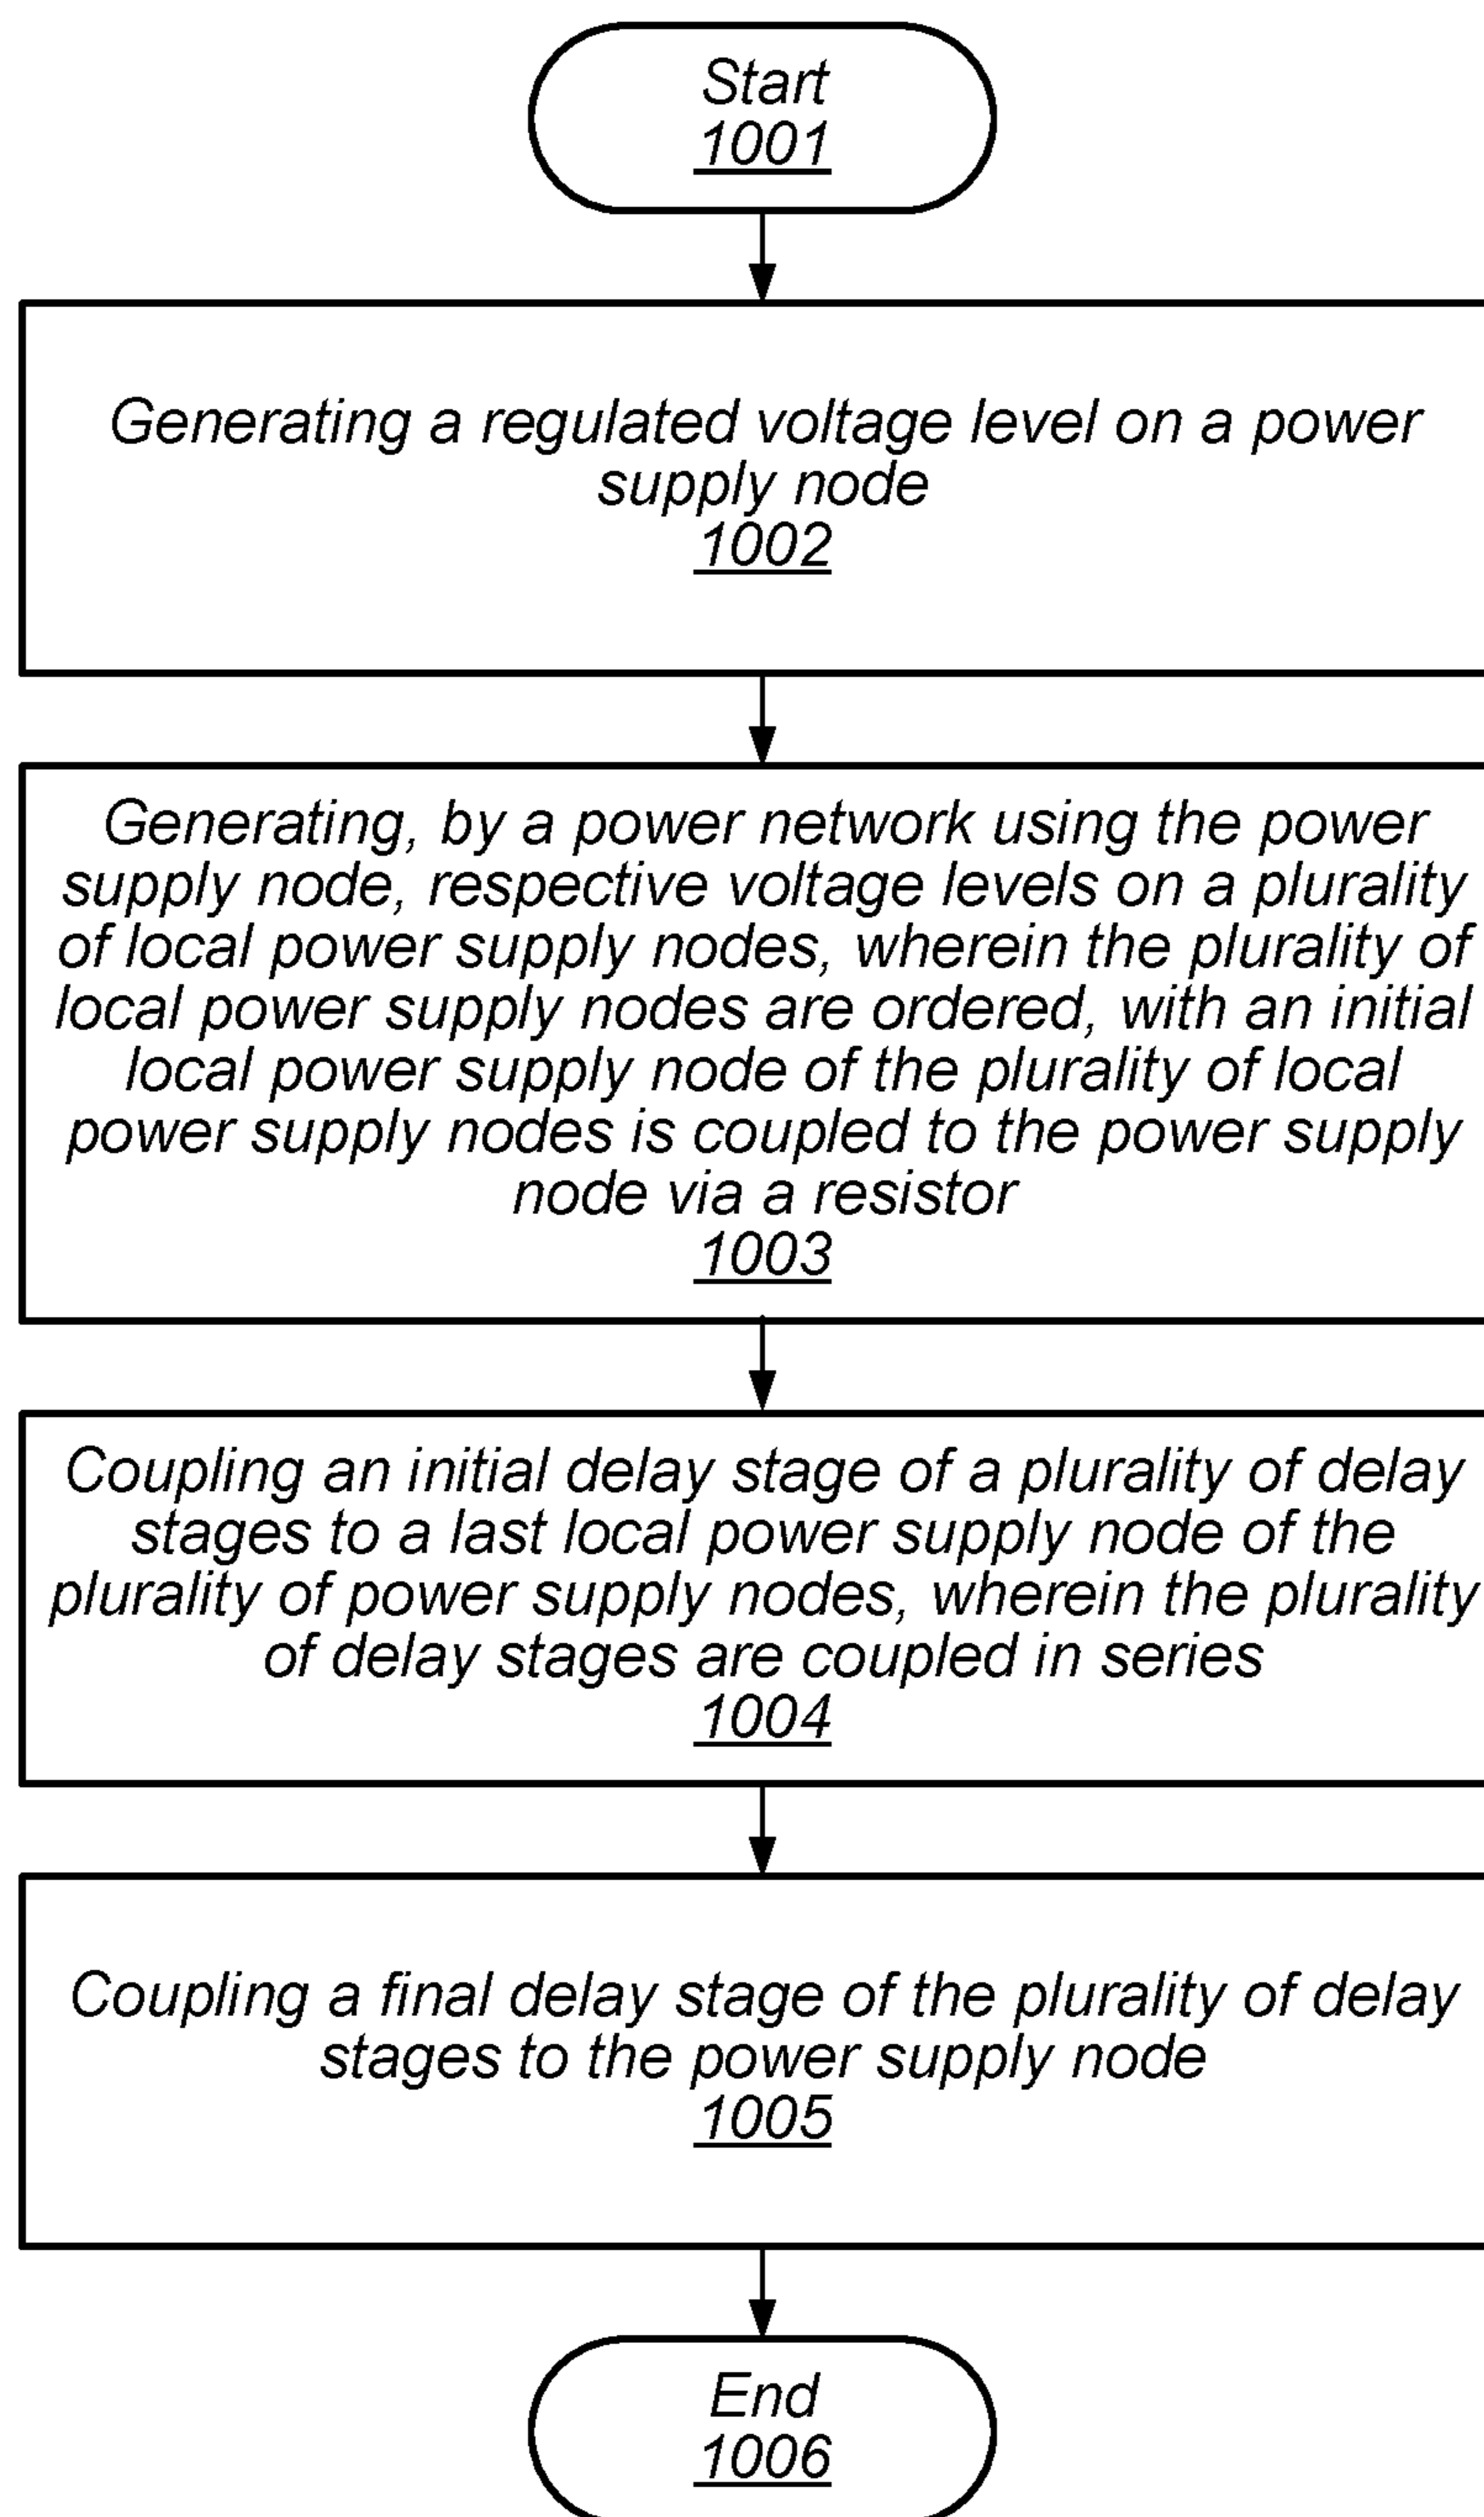 Start
1001
Generating a regulated voltage level on a power
supply node
1002
Generating, by a power network using the power
supply node, respective voltage levels on a plurality
of local power supply nodes, wherein the plurality of
local power supply nodes are ordered, with an initial
local power supply node of the plurality of local
power supply nodes is coupled to the power supply
node via a resistor
1003
Coupling an initial delay stage of a plurality of delay
stages to a last local power supply node of the
plurality of power supply nodes, wherein the plurality
of delay stages are coupled in series
1004
Coupling a final delay stage of the plurality of delay
stages to the power supply node
1005
End
1006